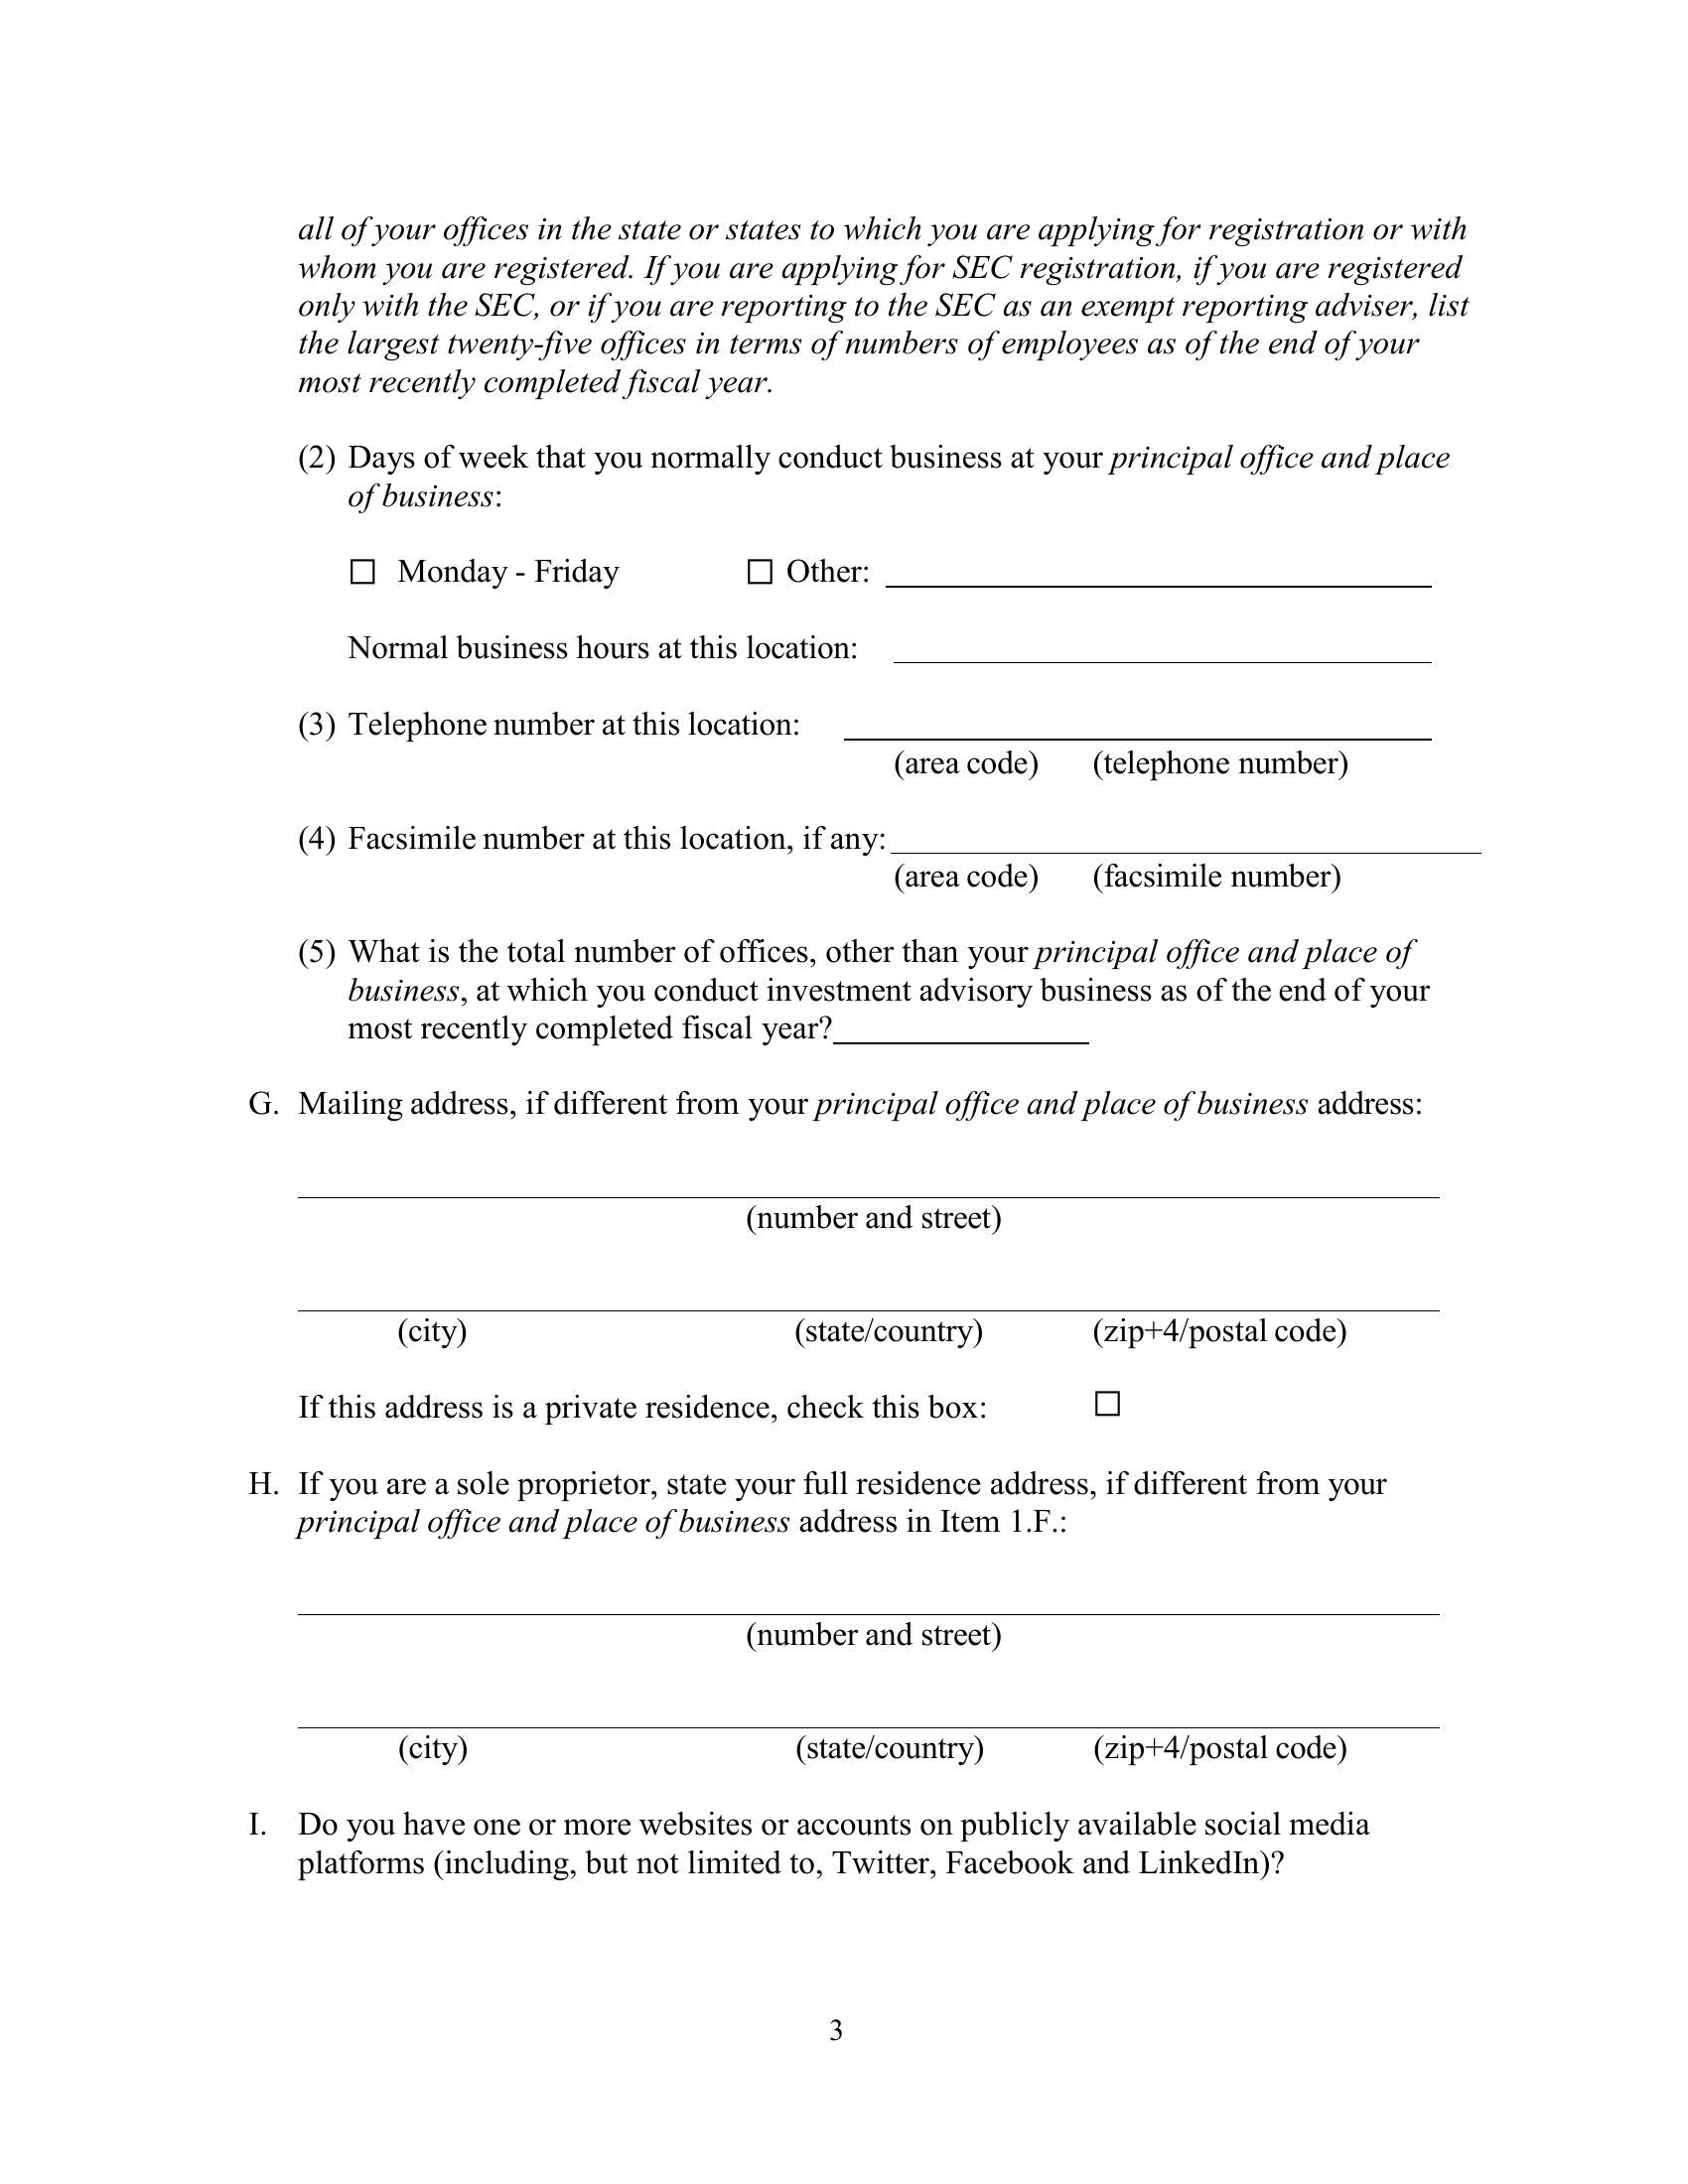 all of your offices in the state or states to which you are applying for registration or with
whom you are registered. If you are applying for SEC registration, if you are registered
only with the SEC, or if you are reporting to the SEC as an exempt reporting adviser, list
the largest twenty-five offices in terms of numbers of employees as of the end of your
most recently completed fiscal year.
(2) Days of week that you normally conduct business at your principal office and place
of business:
☐ Monday - Friday ☐ Other:
Normal business hours at this location:
(3) Telephone number at this location:
(area code) (telephone number)
(4) Facsimile number at this location, if any:
(area code) (facsimile number)
(5) What is the total number of offices, other than your principal office and place of
business, at which you conduct investment advisory business as of the end of your
most recently completed fiscal year?
G. Mailing address, if different from your principal office and place of business address:
(number and street)
(city) (state/country) (zip+4/postal code)
If this address is a private residence, check this box: ☐
H. If you are a sole proprietor, state your full residence address, if different from your
principal office and place of business address in Item 1.F.:
(number and street)
(city) (state/country) (zip+4/postal code)
I. Do you have one or more websites or accounts on publicly available social media
platforms (including, but not limited to, Twitter, Facebook and LinkedIn)?
3